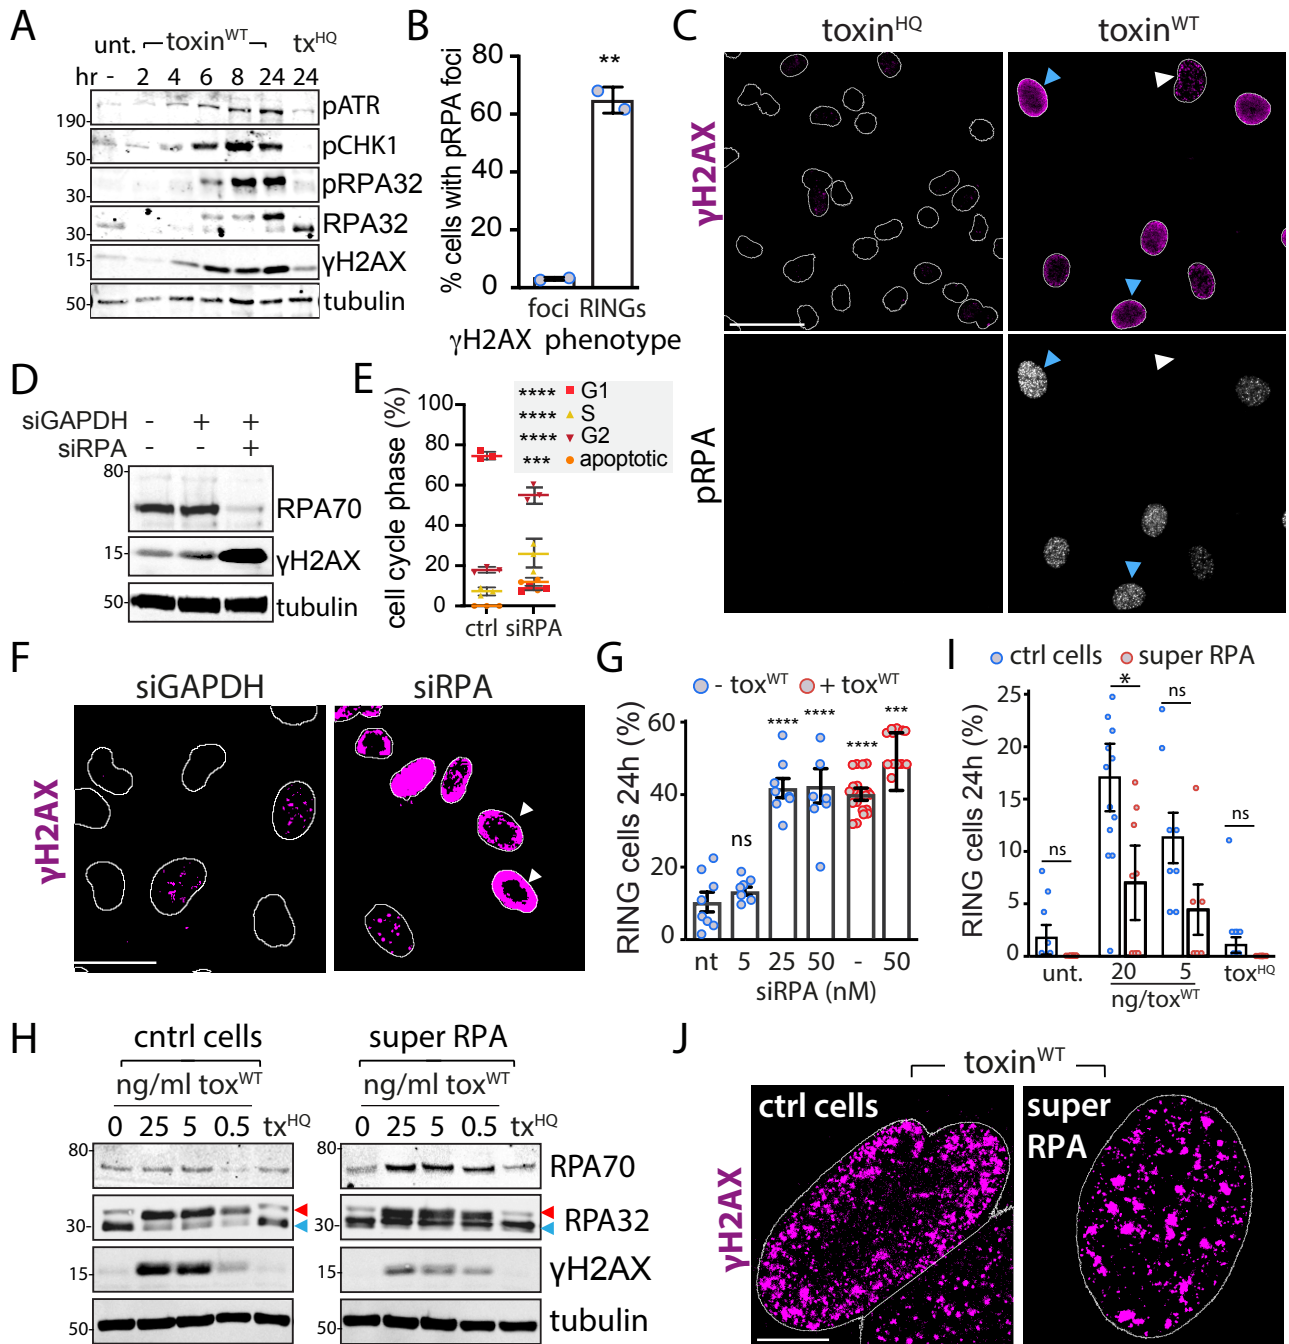 A
unt. toxinWT txHQ
hr - 2 4 6 8 24 24
pATR
190-
pCHK1
50-
pRPA32
30-
RPA32
30-
15-
γH2AX
50-
tubulin
B
% cells with pRPA foci
80
60
40
20
0
**
foci RINGs
γH2AX phenotype
C
toxinHQ toxinWT
γH2AX
pRPA
D
siGAPDH - + +
siRPA - - +
80-
RPA70
15-
γH2AX
50-
tubulin
E
cell cycle phase (%)
100
80
60
40
20
0
**** G1
**** S
**** G2
*** apoptotic
ctrl siRPA
F
siGAPDH siRPA
γH2AX
G
- toxWT + toxWT
RING cells 24h (%)
60
40
20
0
ns **** **** **** ***
nt 5 25 50 - 50
siRPA (nM)
H
cntrl cells super RPA
ng/ml toxWT ng/ml toxWT
0 25 5 0.5 txHQ 0 25 5 0.5 txHQ
80- 80-
RPA70
30- 30-
RPA32
15- 15-
γH2AX
50- 50-
tubulin
I
ctrl cells super RPA
RING cells 24h (%)
25
20
15
10
5
0
ns * ns ns
unt. 20 5 toxHQ
ng/toxWT
J
toxinWT
ctrl cells super
RPA
γH2AX